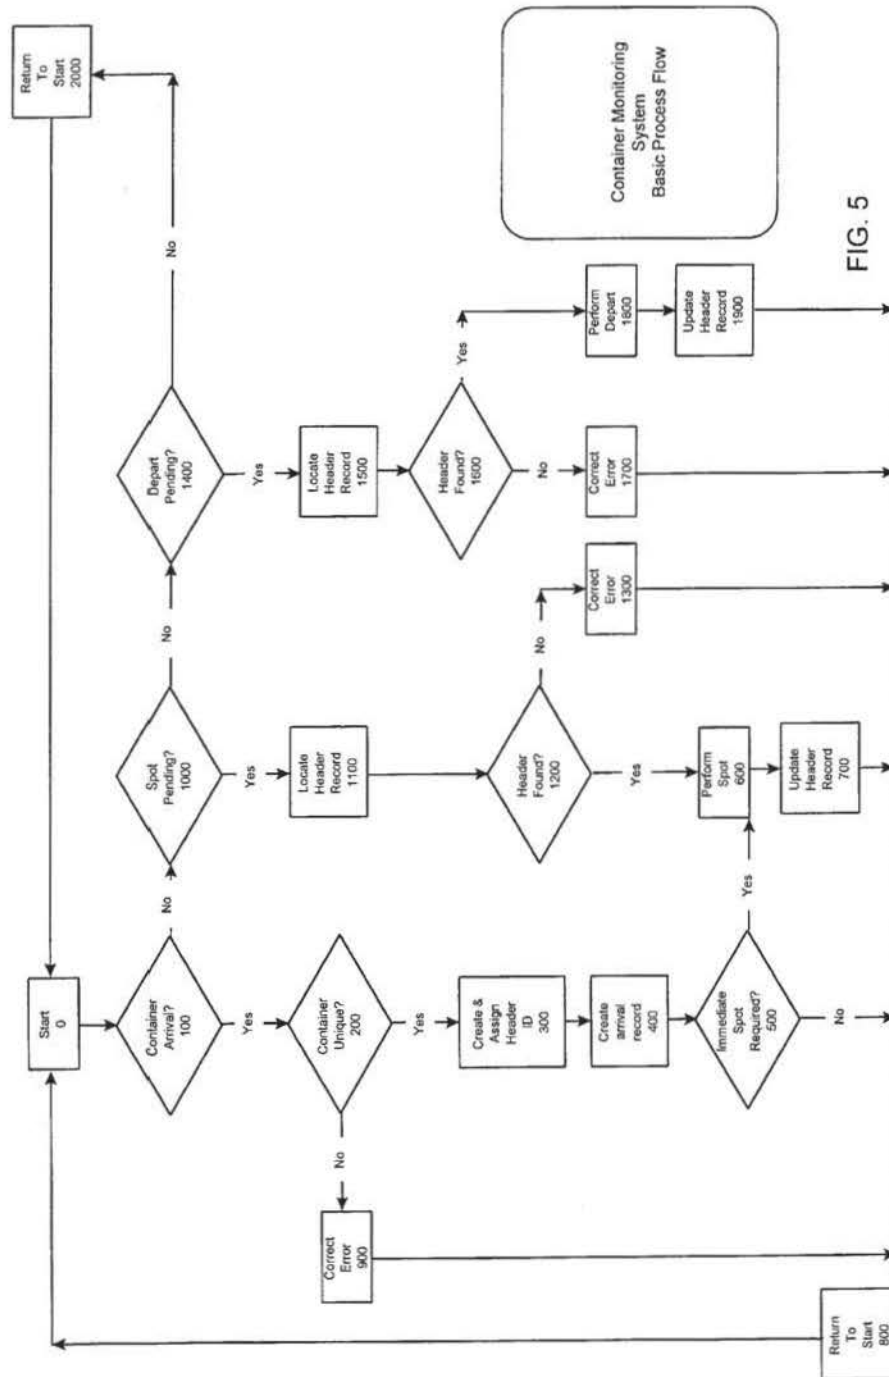 Return
To
Start
2000
Start
0
Container
Arrival?
100
No
Spot
Pending?
1000
No
Depart
Pending?
1400
No
Yes
Yes
Yes
Container
Unique?
200
Locate
Header
Record
1100
Locate
Header
Record
1500
No
Correct
Error
900
Yes
Create &
Assign
Header
ID
300
Header
Found?
1200
Header
Found?
1600
Yes
No
No
Create
arrival
record
400
Correct
Error
1300
Correct
Error
1700
Perform
Depart
1800
Yes
Immediate
Spot
Required?
500
Yes
Perform
Spot
600
Update
Header
Record
1900
No
Update
Header
Record
700
Return
To
Start
800
Container Monitoring
System
Basic Process Flow
FIG. 5